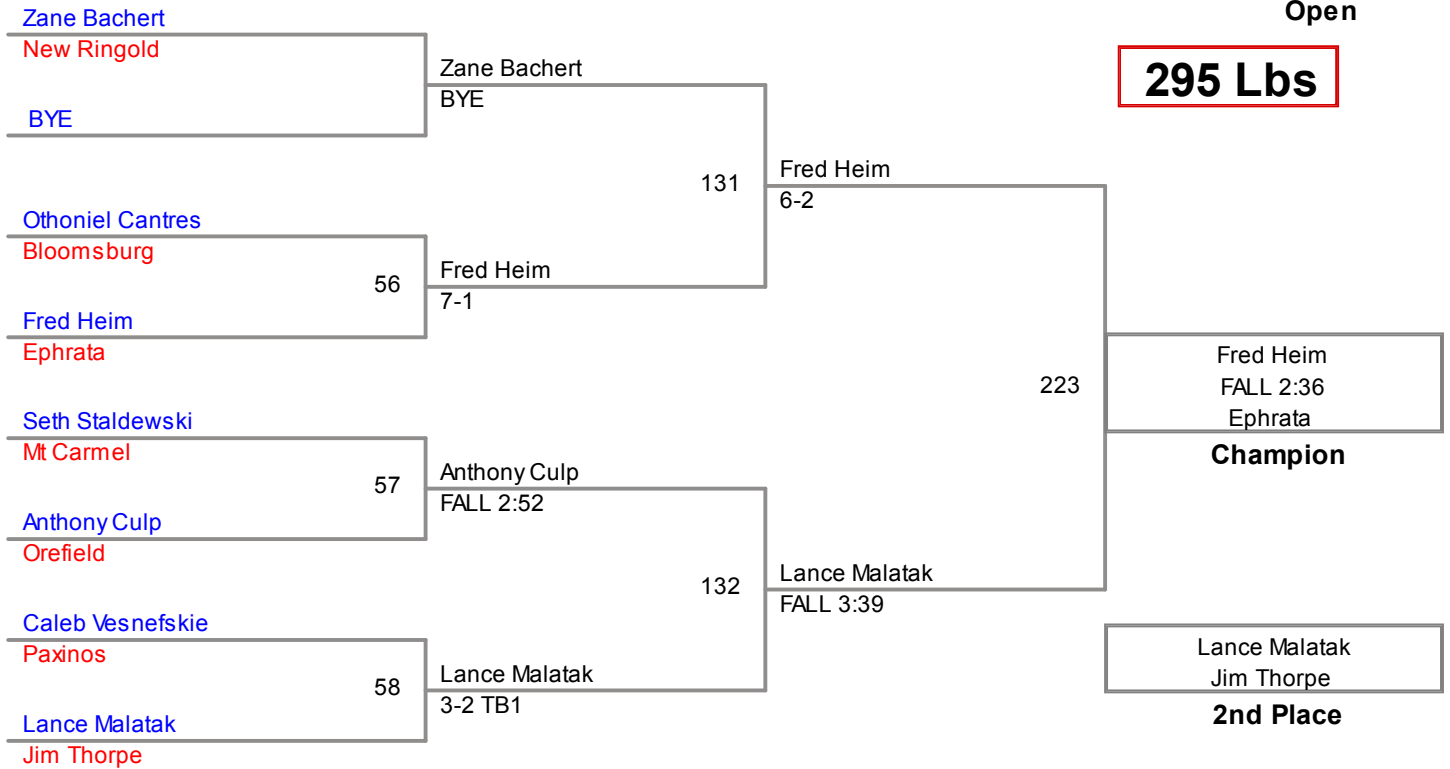 Open
295 Lbs
Zane Bachert
New Ringold
BYE
Othoniel Cantres
Bloomsburg
56
Fred Heim
Ephrata
Seth Staldewski
Mt Carmel
57
Anthony Culp
Orefield
Caleb Vesnefskie
Paxinos
58
Lance Malatak
Jim Thorpe
Zane Bachert
BYE
131
Fred Heim
7-1
Anthony Culp
FALL 2:52
132
Lance Malatak
3-2 TB1
Fred Heim
6-2
223
Lance Malatak
FALL 3:39
Fred Heim
FALL 2:36
Ephrata
Champion
Lance Malatak
Jim Thorpe
2nd Place